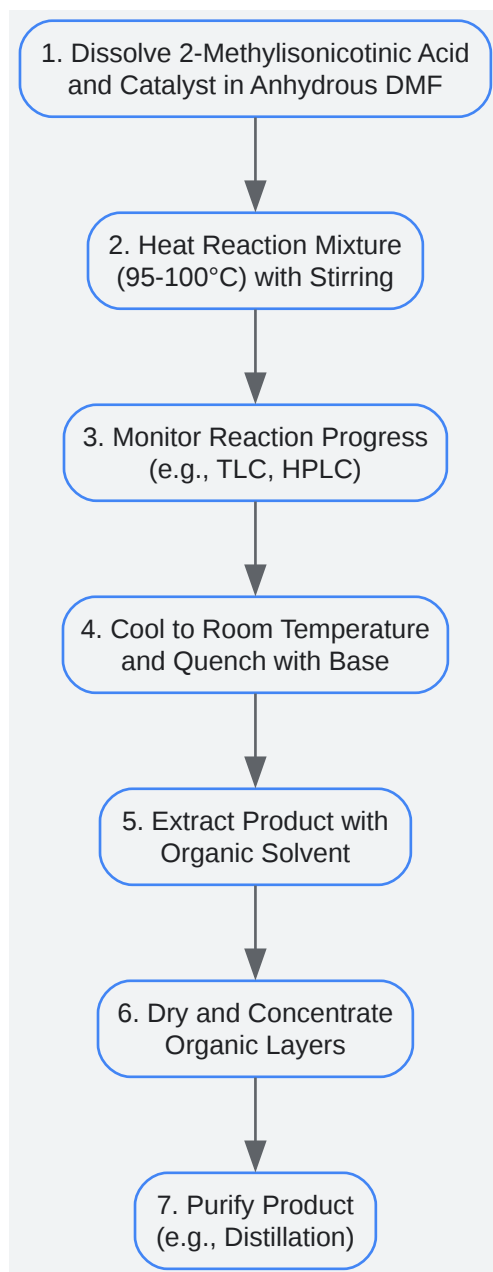 1. Dissolve 2-Methylisonicotinic Acid
and Catalyst in Anhydrous DMF
2. Heat Reaction Mixture
(95-100°C) with Stirring
3. Monitor Reaction Progress
(e.g., TLC, HPLC)
4. Cool to Room Temperature
and Quench with Base
5. Extract Product with
Organic Solvent
6. Dry and Concentrate
Organic Layers
7. Purify Product
(e.g., Distillation)